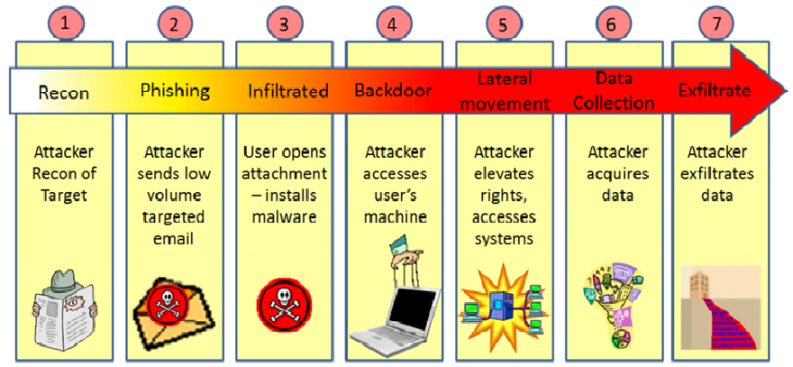 1
2
3
4
5
6
7
Recon
Phishing
Infiltrated
Backdoor
Lateral
movement
Data
Collection
Exfiltrate
Attacker
Recon of
Target
Attacker
sends low
volume
targeted
email
User opens
attachment
– installs
malware
Attacker
accesses
user's
machine
Attacker
elevates
rights,
accesses
systems
Attacker
acquires
data
Attacker
exfiltrates
data